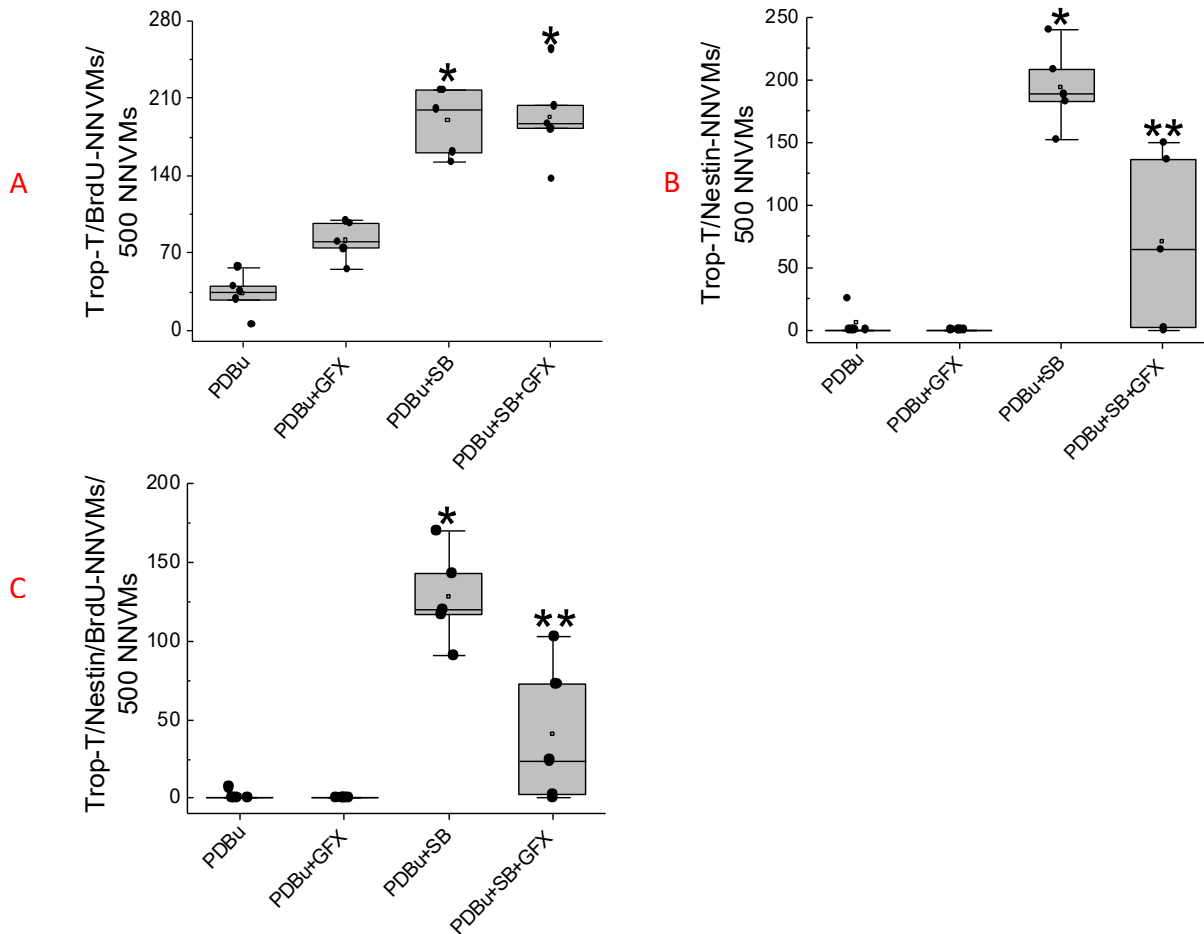 A
Trop-T/BrdU-NNVMs/
500 NNVMs
280
210
140
70
0
*
*
PDBu
PDBu+GFX
PDBu+SB
PDBu+SB+GFX
B
Trop-T/Nestin-NNVMs/
500 NNVMs
250
200
150
100
50
0
*
**
PDBu
PDBu+GFX
PDBu+SB
PDBu+SB+GFX
C
Trop-T/Nestin/BrdU-NNVMs/
500 NNVMs
200
150
100
50
0
*
**
PDBu
PDBu+GFX
PDBu+SB
PDBu+SB+GFX